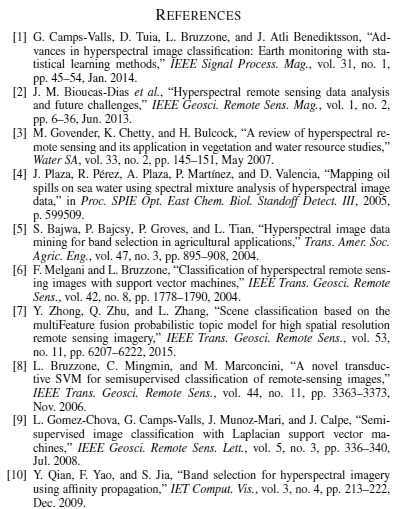 REFERENCES
[1] G. Camps-Valls, D. Tuia, L. Bruzzone, and J. Atli Benediktsson, “Ad-
vances in hyperspectral image classification: Earth monitoring with sta-
tistical learning methods,” IEEE Signal Process. Mag., vol. 31, no. 1,
pp. 45–54, Jan. 2014.
[2] J. M. Bioucas-Dias et al., “Hyperspectral remote sensing data analysis
and future challenges,” IEEE Geosci. Remote Sens. Mag., vol. 1, no. 2,
pp. 6–36, Jun. 2013.
[3] M. Govender, K. Chetty, and H. Bulcock, “A review of hyperspectral re-
mote sensing and its application in vegetation and water resource studies,”
Water SA, vol. 33, no. 2, pp. 145–151, May 2007.
[4] J. Plaza, R. Pérez, A. Plaza, P. Martínez, and D. Valencia, “Mapping oil
spills on sea water using spectral mixture analysis of hyperspectral image
data,” in Proc. SPIE Opt. East Chem. Biol. Standoff Detect. III, 2005,
p. 599509.
[5] S. Bajwa, P. Bajcsy, P. Groves, and L. Tian, “Hyperspectral image data
mining for band selection in agricultural applications,” Trans. Amer. Soc.
Agric. Eng., vol. 47, no. 3, pp. 895–908, 2004.
[6] F. Melgani and L. Bruzzone, “Classification of hyperspectral remote sens-
ing images with support vector machines,” IEEE Trans. Geosci. Remote
Sens., vol. 42, no. 8, pp. 1778–1790, 2004.
[7] Y. Zhong, Q. Zhu, and L. Zhang, “Scene classification based on the
multiFeature fusion probabilistic topic model for high spatial resolution
remote sensing imagery,” IEEE Trans. Geosci. Remote Sens., vol. 53,
no. 11, pp. 6207–6222, 2015.
[8] L. Bruzzone, C. Mingmin, and M. Marconcini, “A novel transduc-
tive SVM for semisupervised classification of remote-sensing images,”
IEEE Trans. Geosci. Remote Sens., vol. 44, no. 11, pp. 3363–3373,
Nov. 2006.
[9] L. Gomez-Chova, G. Camps-Valls, J. Munoz-Mari, and J. Calpe, “Semi-
supervised image classification with Laplacian support vector ma-
chines,” IEEE Geosci. Remote Sens. Lett., vol. 5, no. 3, pp. 336–340,
Jul. 2008.
[10] Y. Qian, F. Yao, and S. Jia, “Band selection for hyperspectral imagery
using affinity propagation,” IET Comput. Vis., vol. 3, no. 4, pp. 213–222,
Dec. 2009.